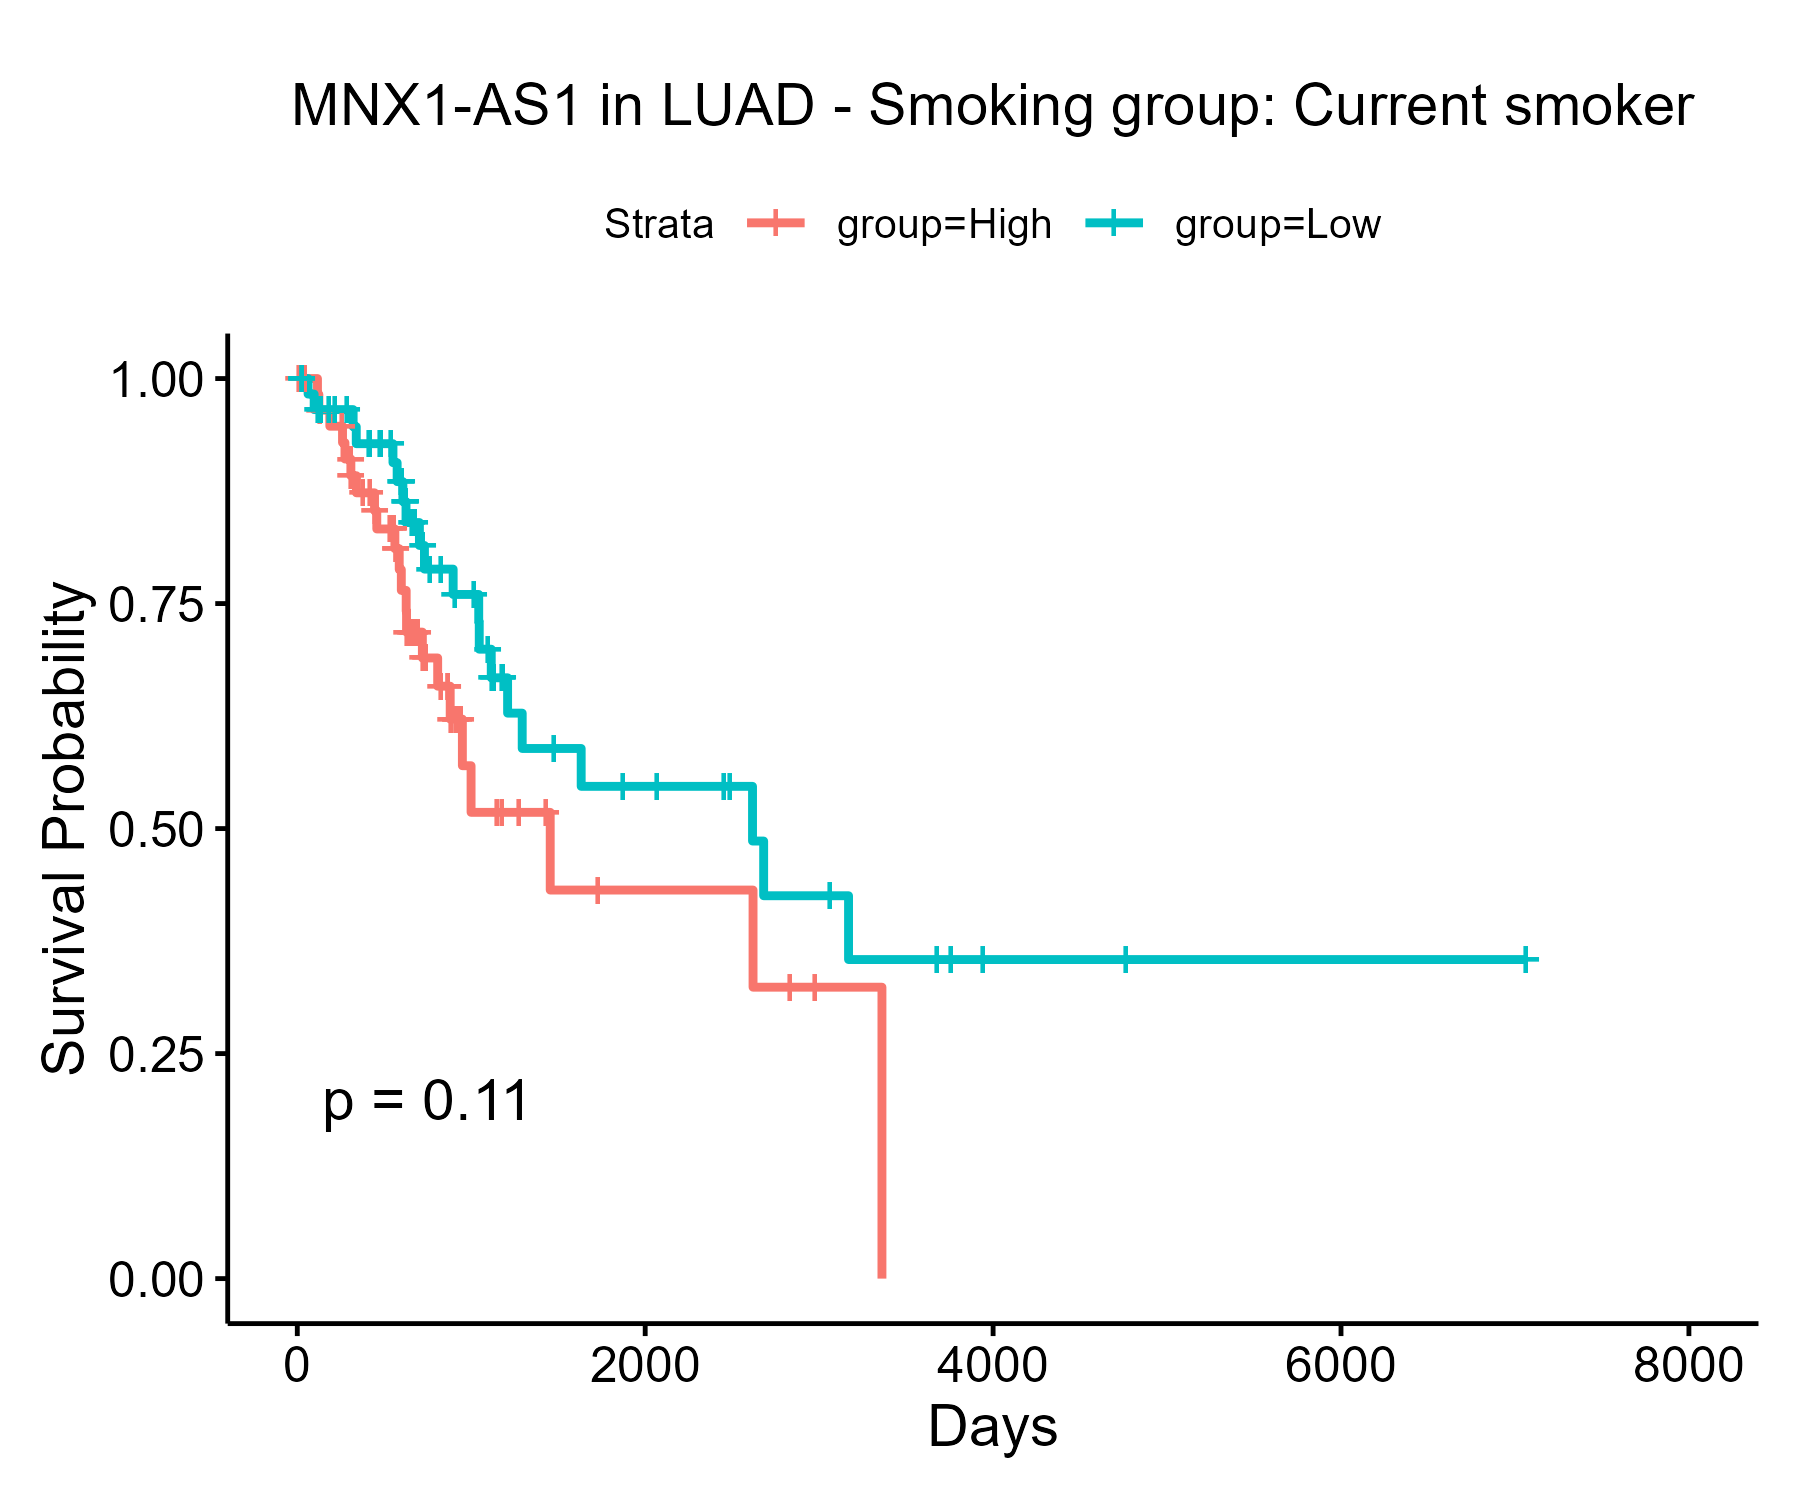 MNX1-AS1 in LUAD - Smoking group: Current smoker
Strata group=High group=Low
Survival Probability
1.00
0.75
0.50
0.25
0.00
p = 0.11
0 2000 4000 6000 8000
Days